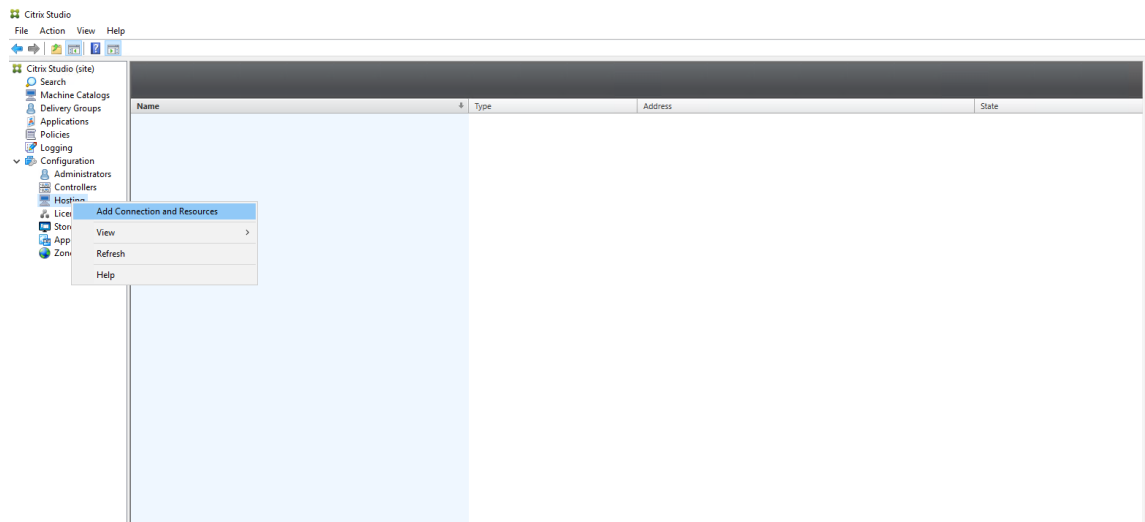 Citrix Studio
File Action View Help
Citrix Studio (site)
Search
Machine Catalogs
Delivery Groups
Applications
Policies
Logging
Configuration
Administrators
Controllers
Hosting
Name Type Address State
Add Connection and Resources
View
Refresh
Help